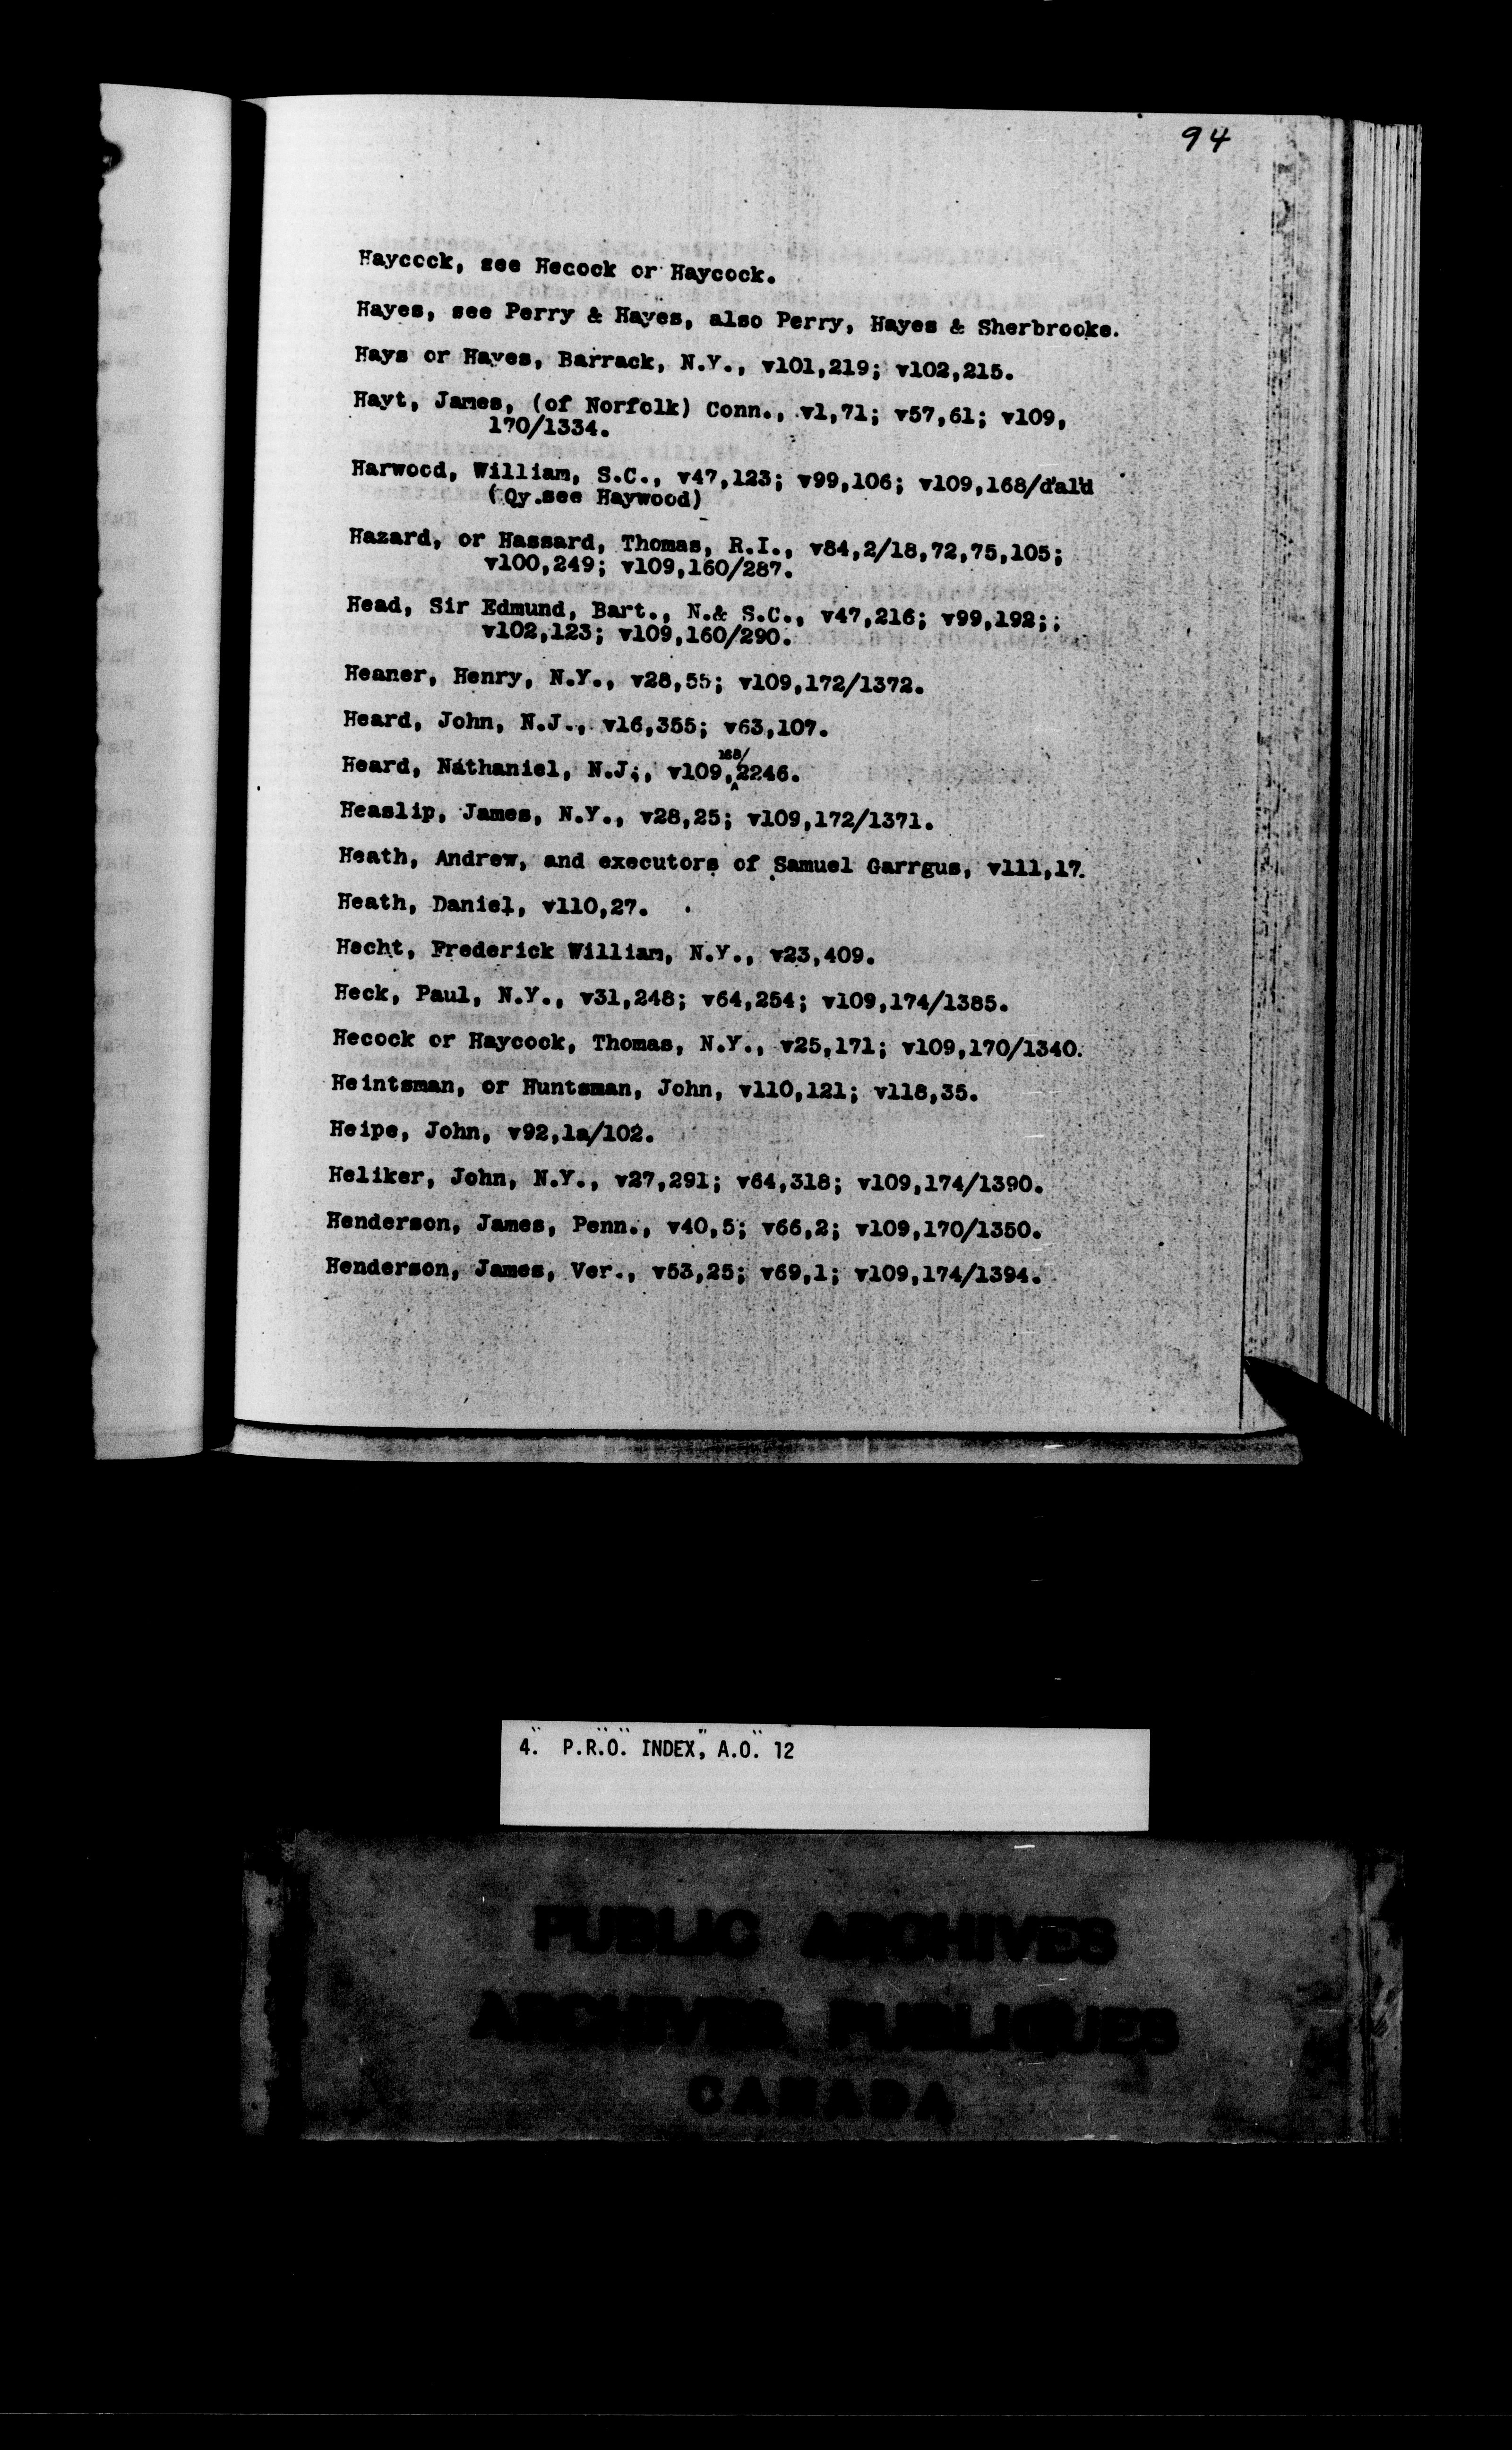 94
Haycock, see Hecock or Haycock.
Hayes, see Perry & Hayes, also Perry, Hayes & Sherbrooke.
Hays or Hayes, Barrack, N.Y., v101,219; v102,215.
Hayt, James, (of Norfolk) Conn., v1,71; v57,61; v109,
170/1334.
Harwood, William, S.C., v47,123; v99,106; v109,168/d'al'd
(Qy.see Haywood)
Hazard, or Hassard, Thomas, R.I., v84,2/18,72,75,105;
v100,249; v109,160/287.
Head, Sir Edmund, Bart., N.& S.C., v47,216; v99,192;;
v102,123; v109,160/290.
Heaner, Henry, N.Y., v28,55; v109,172/1372.
Heard, John, N.J., v16,355; v63,107.
Heard, Nathaniel, N.J., v109,168/2246.
Heaslip, James, N.Y., v28,25; v109,172/1371.
Heath, Andrew, and executors of Samuel Garrgus, v111,17.
Heath, Daniel, v110,27.
Hecht, Frederick William, N.Y., v23,409.
Heck, Paul, N.Y., v31,248; v64,254; v109,174/1385.
Hecock or Haycock, Thomas, N.Y., v25,171; v109,170/1340.
Heintsman, or Huntsman, John, v110,121; v118,35.
Heipe, John, v92,1a/102.
Heliker, John, N.Y., v27,291; v64,318; v109,174/1390.
Henderson, James, Penn., v40,5; v66,2; v109,170/1350.
Henderson, James, Ver., v53,25; v69,1; v109,174/1394.
4. P.R.O. INDEX, A.O. 12
PUBLIC ARCHIVES
ARCHIVES PUBLIQUES
CANADA